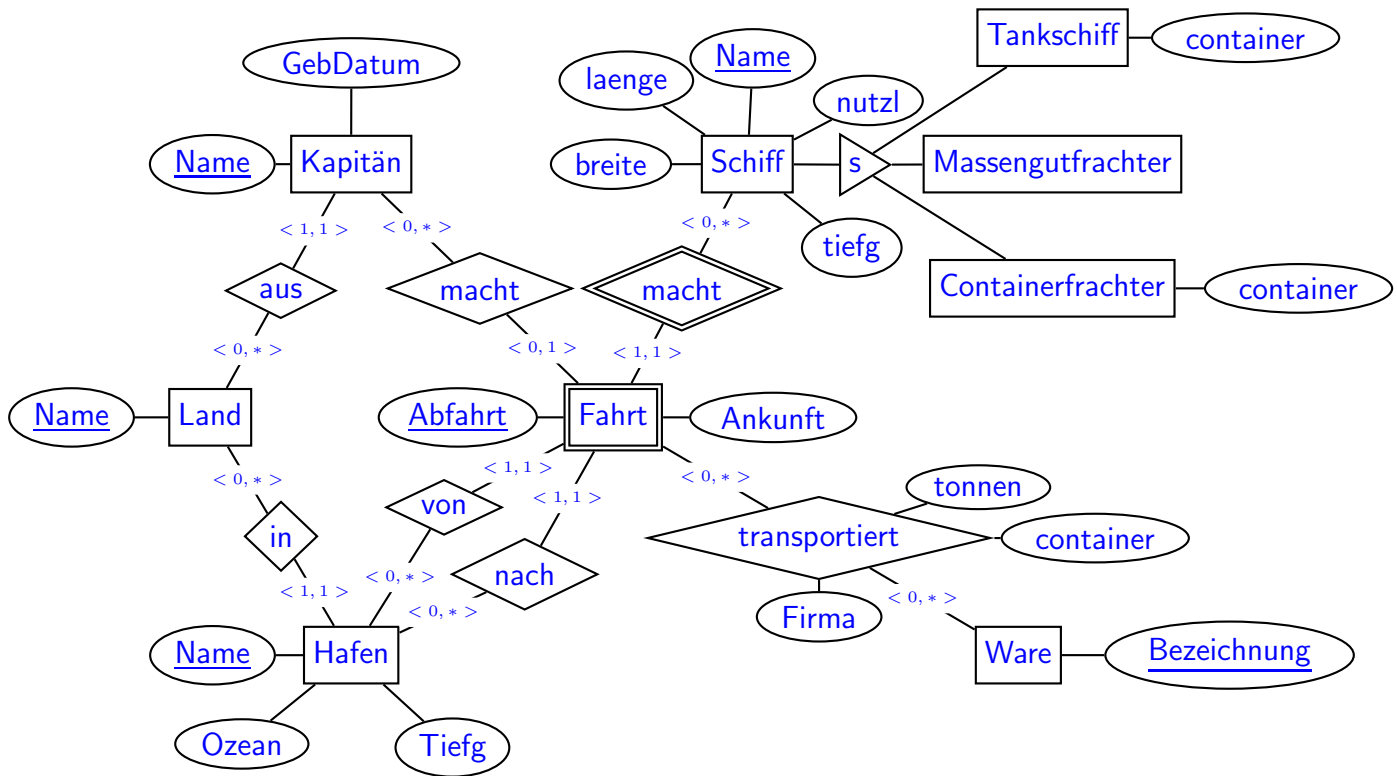 Tankschiff container
GebDatum
laenge
Name
nutzl
Name
Kapitän
breite
Schiff
s
Massengutfrachter
< 1, 1 >
< 0, ∗ >
< 0, ∗ >
tiefg
aus
macht
macht
Containerfrachter
container
< 0, ∗ >
< 0, 1 >
< 1, 1 >
Name
Land
Abfahrt
Fahrt
Ankunft
< 0, ∗ >
< 1, 1 >
< 0, ∗ >
< 1, 1 >
tonnen
von
in
transportiert
container
nach
< 1, 1 >
< 0, ∗ >
< 0, ∗ >
< 0, ∗ >
Firma
Name
Hafen
Ware
Bezeichnung
Ozean
Tiefg